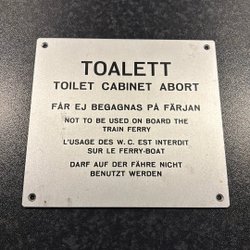 TOALETT
TOILET CABINET ABORT
FÅR EJ BEGAGNAS PÅ FÄRJAN
NOT TO BE USED ON BOARD THE
TRAIN FERRY
L'USAGE DES W.C. EST INTERDIT
SUR LE FERRY-BOAT
DARF AUF DER FÄHRE NICHT
BENUTZT WERDEN